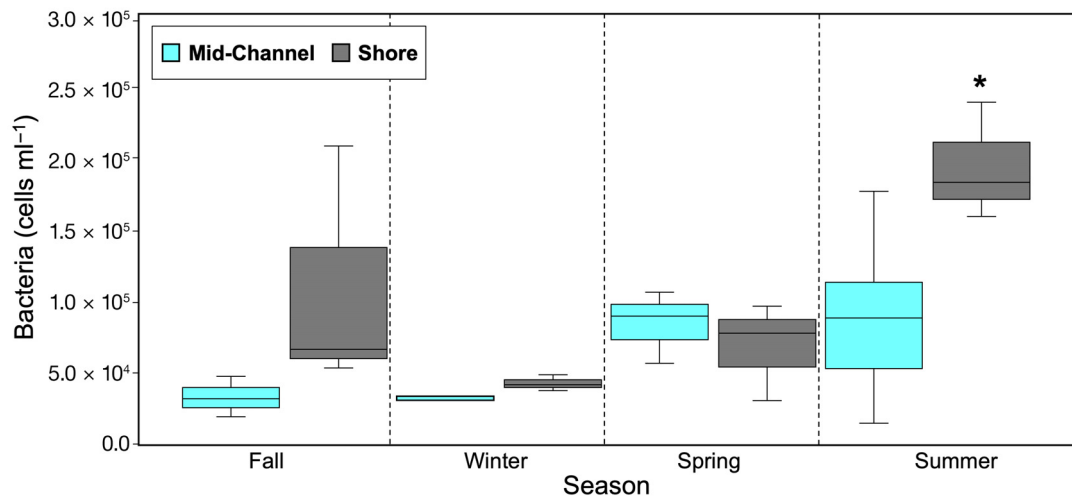 3.0 × 10⁵
2.5 × 10⁵
2.0 × 10⁵
1.5 × 10⁵
1.0 × 10⁵
5.0 × 10⁴
0.0
Bacteria (cells ml⁻¹)
Mid-Channel Shore
*
Fall Winter Spring Summer
Season